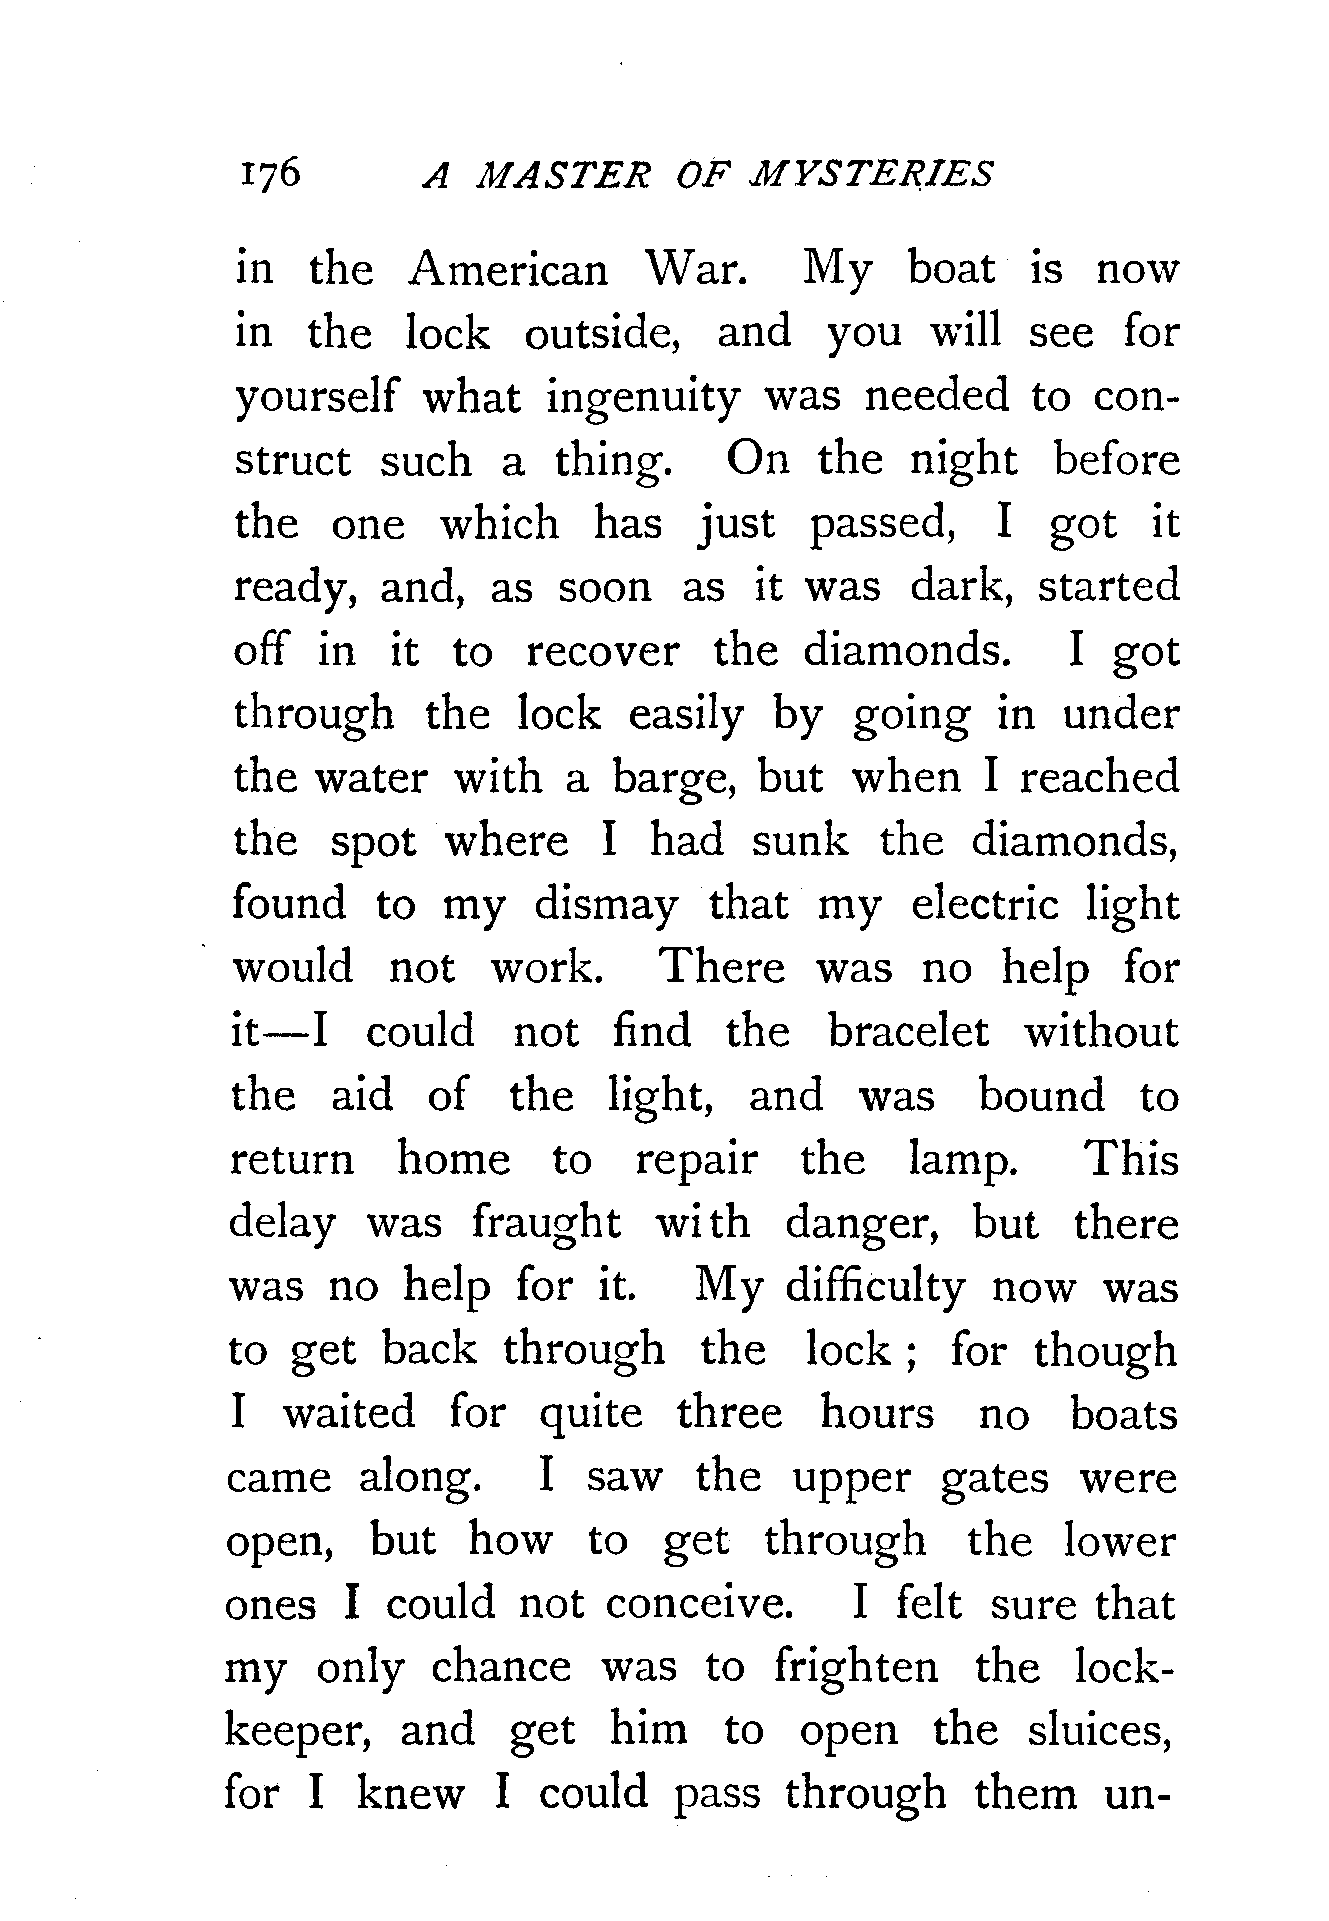 176 A MASTER OF MYSTERIES
in the American War. My boat is now
in the lock outside, and you will see for
yourself what ingenuity was needed to con-
struct such a thing. On the night before
the one which has just passed, I got it
ready, and, as soon as it was dark, started
off in it to recover the diamonds. I got
through the lock easily by going in under
the water with a barge, but when I reached
the spot where I had sunk the diamonds,
found to my dismay that my electric light
would not work. There was no help for
it—I could not find the bracelet without
the aid of the light, and was bound to
return home to repair the lamp. This
delay was fraught with danger, but there
was no help for it. My difficulty now was
to get back through the lock ; for though
I waited for quite three hours no boats
came along. I saw the upper gates were
open, but how to get through the lower
ones I could not conceive. I felt sure that
my only chance was to frighten the lock-
keeper, and get him to open the sluices,
for I knew I could pass through them un-